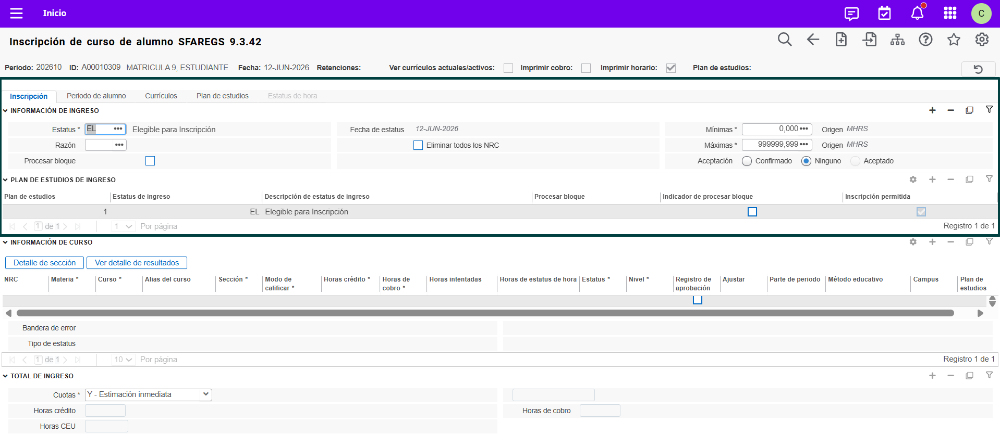 Inicio
C
Inscripción de curso de alumno SFAREGS 9.3.42
Periodo: 202610 ID: A00010309 MATRICULA 9, ESTUDIANTE Fecha: 12-JUN-2026 Retenciones: Ver currículos actuales/activos: Imprimir cobro: Imprimir horario: Plan de estudios:
Inscripción Periodo de alumno Currículos Plan de estudios Estatus de hora
INFORMACIÓN DE INGRESO
Estatus * EL ••• Elegible para Inscripción Fecha de estatus 12-JUN-2026 Mínimas * 0,000 ••• Origen MHRS
Razón ••• Eliminar todos los NRC Máximas * 999999,999 ••• Origen MHRS
Procesar bloque Aceptación Confirmado Ninguno Aceptado
PLAN DE ESTUDIOS DE INGRESO
Plan de estudios Estatus de ingreso Descripción de estatus de ingreso Procesar bloque Indicador de procesar bloque Inscripción permitida
1 EL Elegible para Inscripción
1 de 1 1 Por página Registro 1 de 1
INFORMACIÓN DE CURSO
Detalle de sección Ver detalle de resultados
NRC Materia * Curso * Alias del curso Sección * Modo de calificar * Horas crédito * Horas de cobro * Horas intentadas Horas de estatus de hora Estatus * Nivel * Registro de aprobación Ajustar Parte de periodo Método educativo Campus Plan de estudios
Bandera de error
Tipo de estatus
1 de 1 10 Por página Registro 1 de 1
TOTAL DE INGRESO
Cuotas * Y - Estimación inmediata
Horas crédito Horas de cobro
Horas CEU